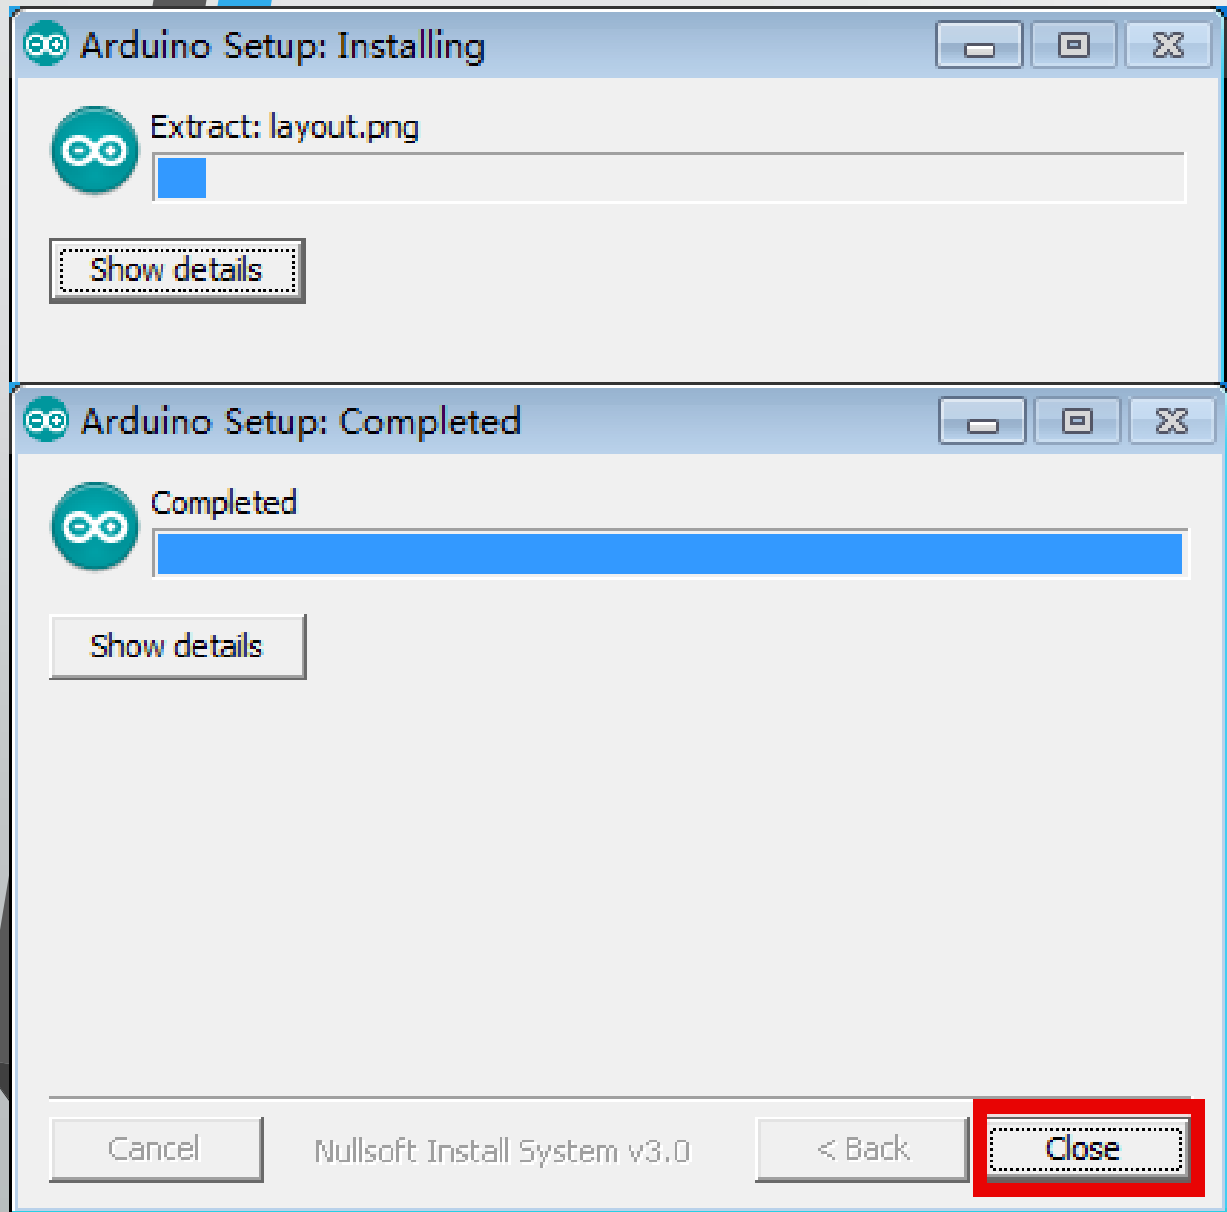 Arduino Setup: Installing
Extract: layout.png
Show details
Arduino Setup: Completed
Completed
Show details
Cancel
Nullsoft Install System v3.0
< Back
Close